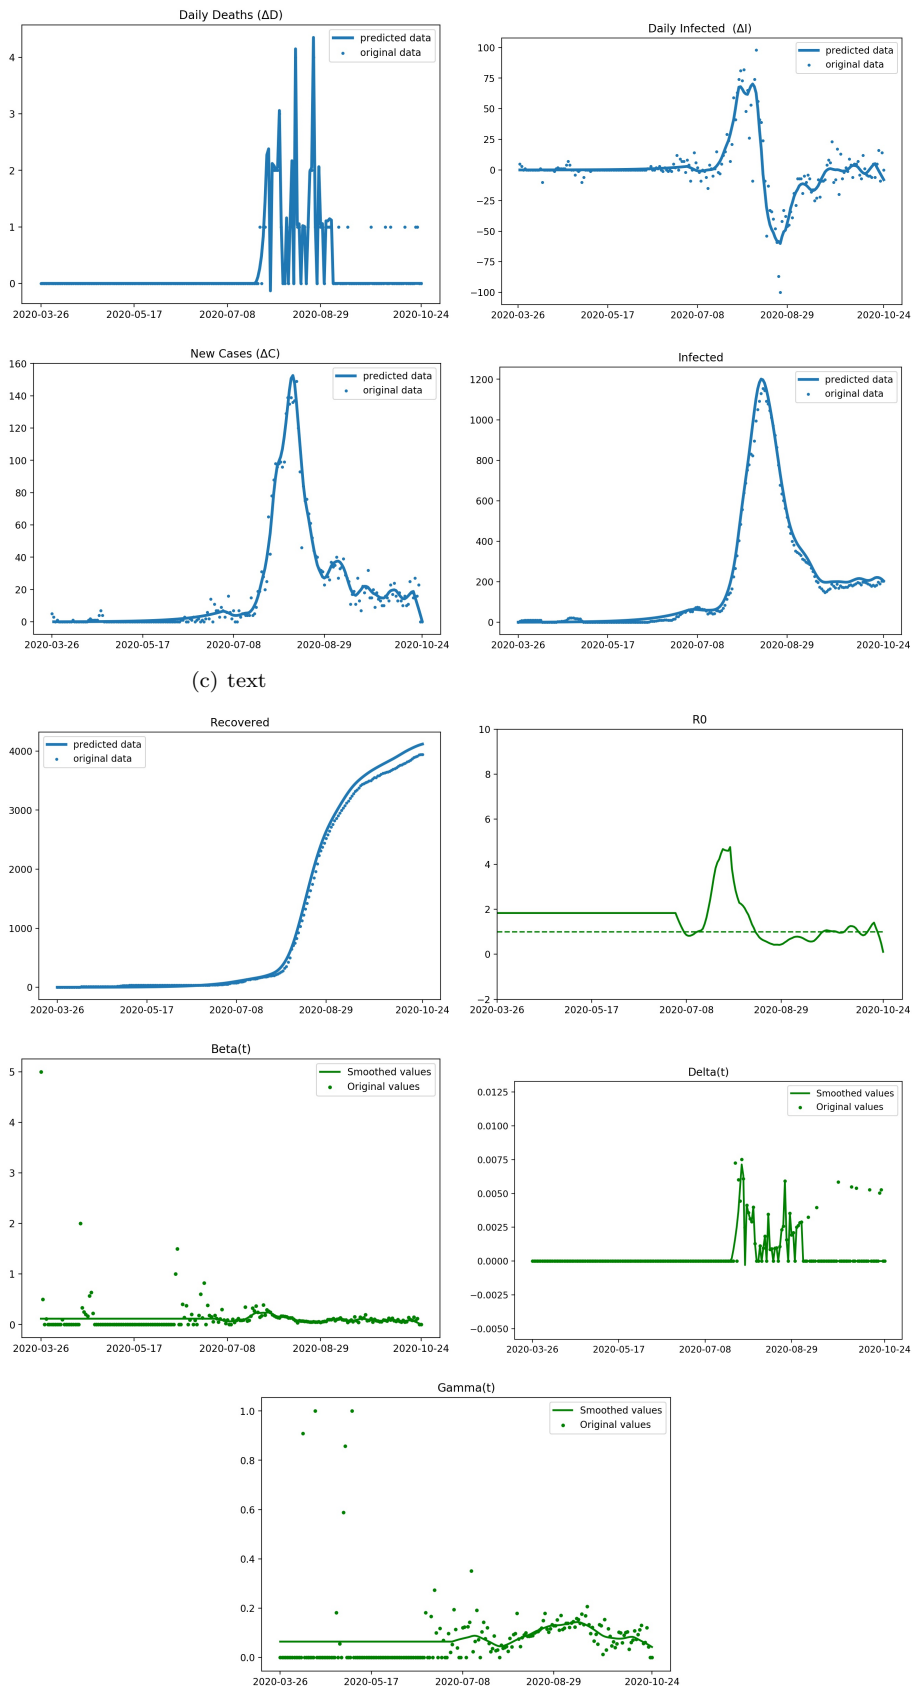 Daily Deaths (ΔD)
predicted data
original data
4
3
2
1
0
2020-03-26 2020-05-17 2020-07-08 2020-08-29 2020-10-24
Daily Infected (ΔI)
predicted data
original data
100
75
50
25
0
−25
−50
−75
−100
2020-03-26 2020-05-17 2020-07-08 2020-08-29 2020-10-24
New Cases (ΔC)
predicted data
original data
160
140
120
100
80
60
40
20
0
2020-03-26 2020-05-17 2020-07-08 2020-08-29 2020-10-24
Infected
predicted data
original data
1200
1000
800
600
400
200
0
2020-03-26 2020-05-17 2020-07-08 2020-08-29 2020-10-24
(c) text
Recovered
predicted data
original data
4000
3000
2000
1000
0
2020-03-26 2020-05-17 2020-07-08 2020-08-29 2020-10-24
R0
10
8
6
4
2
0
−2
2020-03-26 2020-05-17 2020-07-08 2020-08-29 2020-10-24
Beta(t)
Smoothed values
Original values
5
4
3
2
1
0
2020-03-26 2020-05-17 2020-07-08 2020-08-29 2020-10-24
Delta(t)
Smoothed values
Original values
0.0125
0.0100
0.0075
0.0050
0.0025
0.0000
−0.0025
−0.0050
2020-03-26 2020-05-17 2020-07-08 2020-08-29 2020-10-24
Gamma(t)
Smoothed values
Original values
1.0
0.8
0.6
0.4
0.2
0.0
2020-03-26 2020-05-17 2020-07-08 2020-08-29 2020-10-24